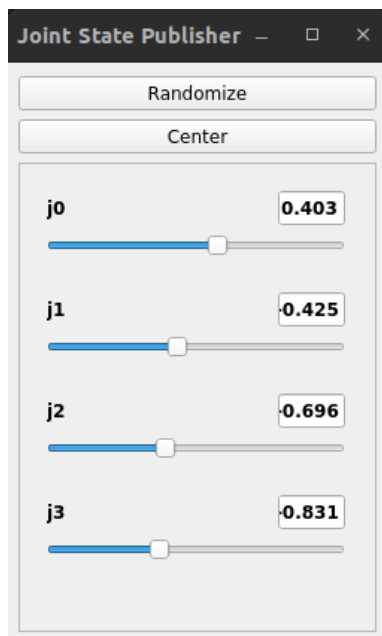 Joint State Publisher
Randomize
Center
j0 0.403
j1 -0.425
j2 -0.696
j3 -0.831